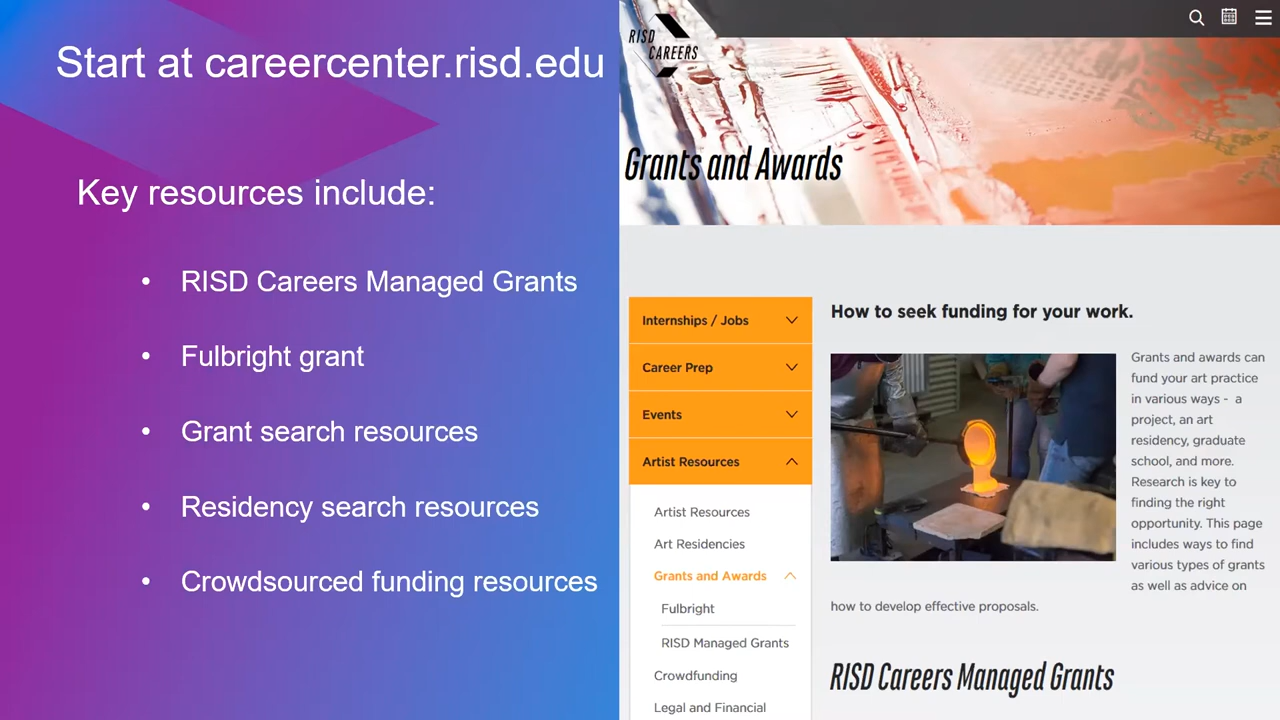 Start at careercenter.risd.edu
Key resources include:
• RISD Careers Managed Grants
• Fulbright grant
• Grant search resources
• Residency search resources
• Crowdsourced funding resources
RISD
CAREERS
Grants and Awards
Internships / Jobs
Career Prep
Events
Artist Resources
Artist Resources
Art Residencies
Grants and Awards
Fulbright
RISD Managed Grants
Crowdfunding
Legal and Financial
How to seek funding for your work.
Grants and awards can
fund your art practice
in various ways - a
project, an art
residency, graduate
school, and more.
Research is key to
finding the right
opportunity. This page
includes ways to find
various types of grants
as well as advice on
how to develop effective proposals.
RISD Careers Managed Grants